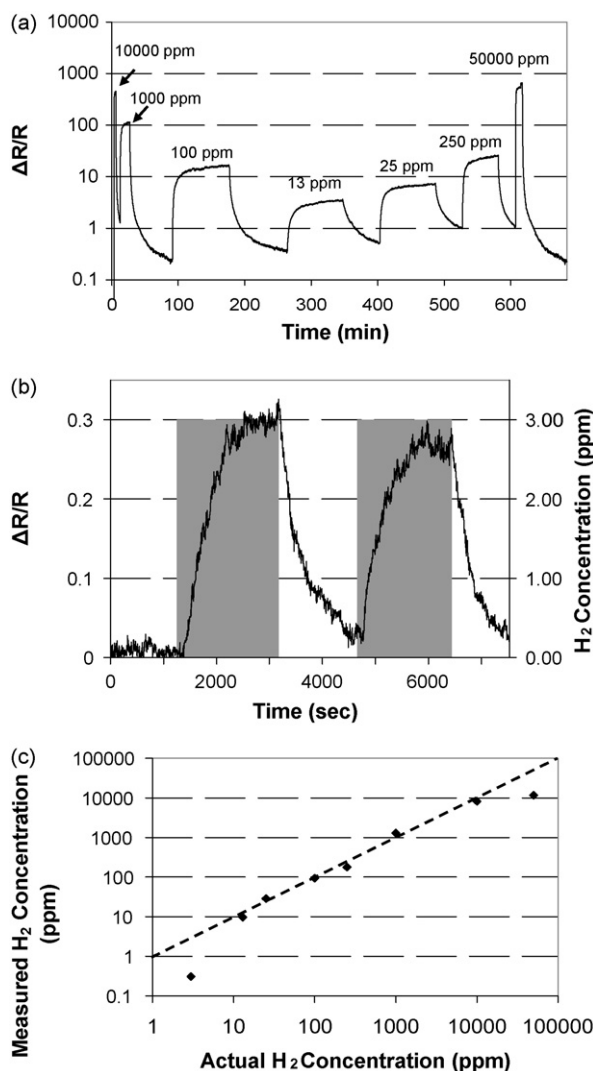 (a)
10000
1000
100
10
1
0.1
ΔR/R
10000 ppm
1000 ppm
100 ppm
13 ppm
25 ppm
250 ppm
50000 ppm
0 100 200 300 400 500 600
Time (min)
(b)
0.3
0.2
0.1
0
ΔR/R
3.00
2.00
1.00
0.00
H₂ Concentration (ppm)
0 2000 4000 6000
Time (sec)
(c)
100000
10000
1000
100
10
1
0.1
Measured H₂ Concentration
(ppm)
1 10 100 1000 10000 100000
Actual H₂ Concentration (ppm)